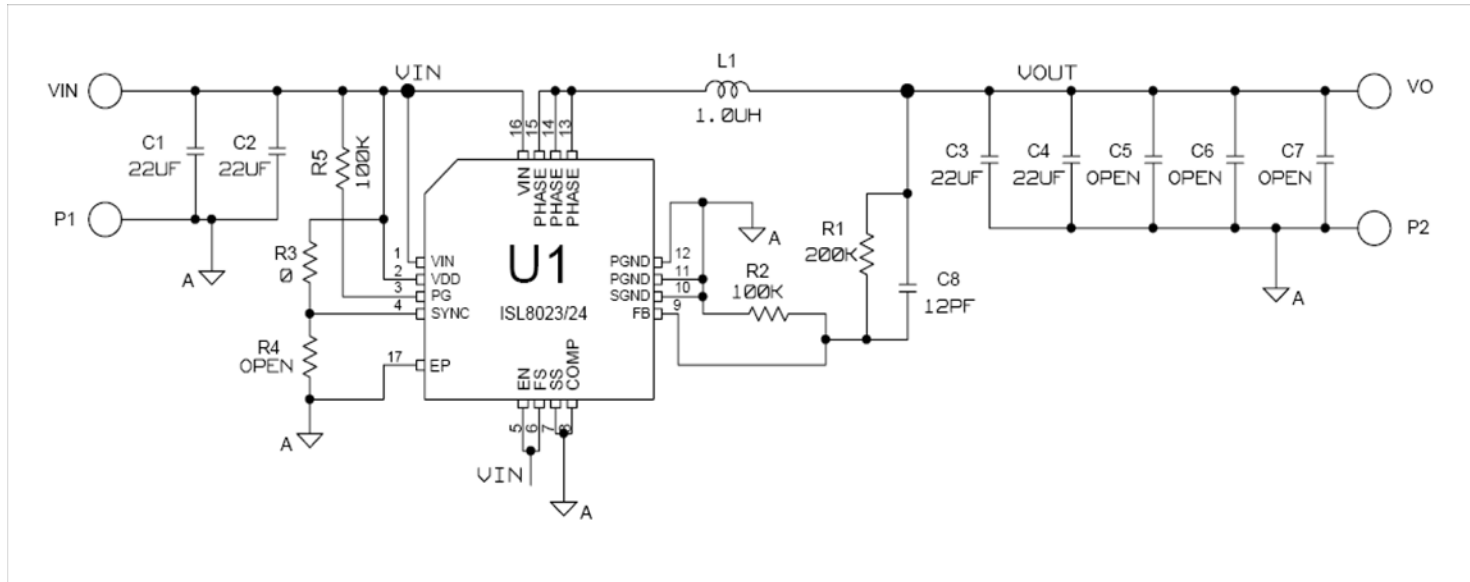 VIN
VIN
L1
1.0UH
VOUT
VO
C1
22UF
C2
22UF
R5
100K
16
15
14
13
VIN
PHASE
PHASE
PHASE
C3
22UF
C4
22UF
C5
OPEN
C6
OPEN
C7
OPEN
P1
A
P2
A
R3
0
R4
OPEN
A
1
2
3
4
17
VIN
VDD
PG
SYNC
EP
U1
ISL8023/24
PGND
PGND
SGND
FB
12
11
10
9
A
R2
100K
R1
200K
C8
12PF
EN
FS
SS
COMP
5
6
7
8
VIN
A